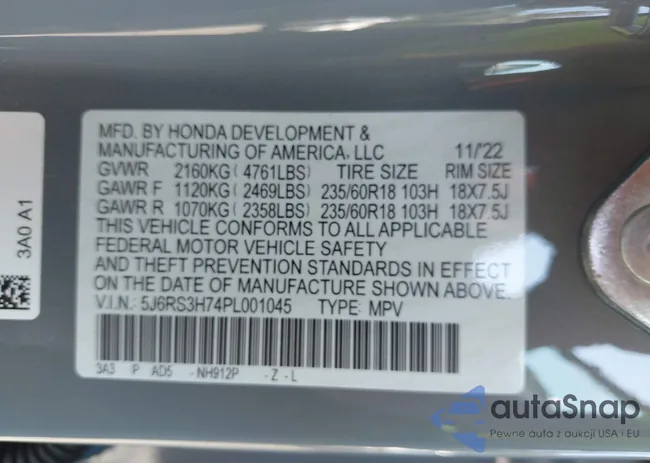 MFD. BY HONDA DEVELOPMENT &
MANUFACTURING OF AMERICA, LLC 11/'22
GVWR 2160KG ( 4761LBS) TIRE SIZE RIM SIZE
GAWR F 1120KG ( 2469LBS) 235/60R18 103H 18X7.5J
GAWR R 1070KG ( 2358LBS) 235/60R18 103H 18X7.5J
THIS VEHICLE CONFORMS TO ALL APPLICABLE
FEDERAL MOTOR VEHICLE SAFETY
AND THEFT PREVENTION STANDARDS IN EFFECT
ON THE DATE OF MANUFACTURE SHOWN ABOVE.
V.I.N.: 5J6RS3H74PL001045 TYPE: MPV
3A3 P AD5 -NH912P -Z-L
3A0 A1
autaSnap
Pewne auta z aukcji USA i EU